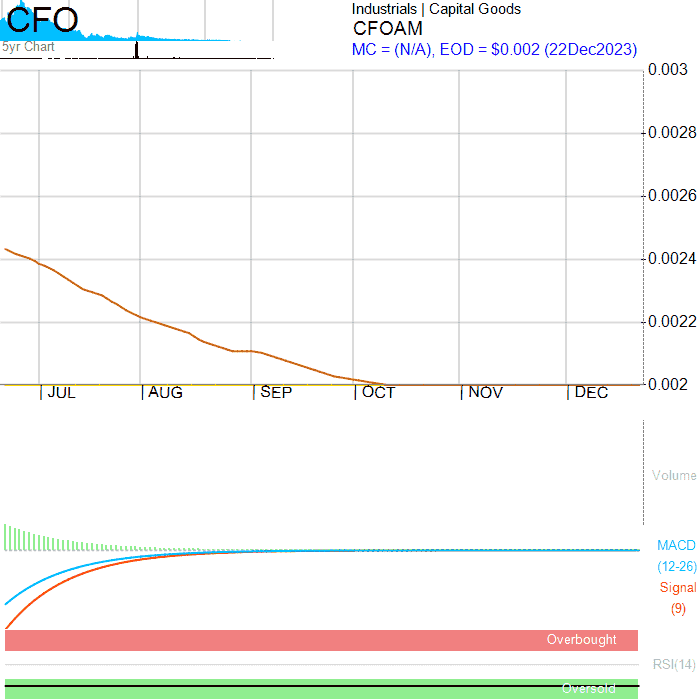 CFO
5yr Chart
Industrials | Capital Goods
CFOAM
MC = (N/A), EOD = $0.002 (22Dec2023)
0.003
0.0028
0.0026
0.0024
0.0022
0.002
JUL AUG SEP OCT NOV DEC
Volume
MACD
(12-26)
Signal
(9)
Overbought
RSI(14)
Oversold